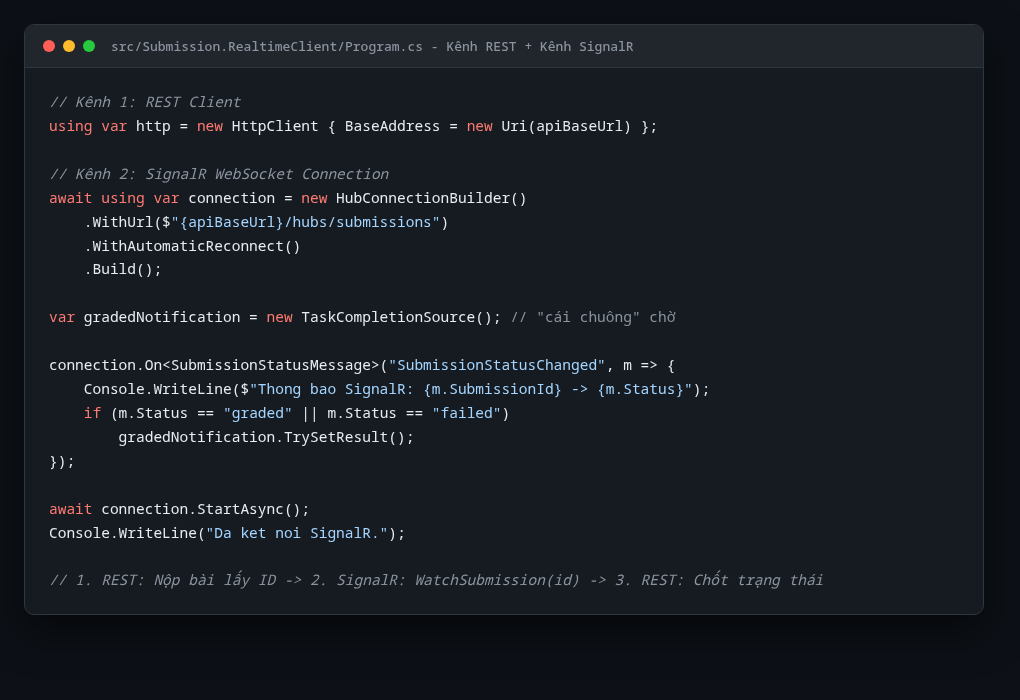 src/Submission.RealtimeClient/Program.cs - Kênh REST + Kênh SignalR
// Kênh 1: REST Client
using var http = new HttpClient { BaseAddress = new Uri(apiBaseUrl) };
// Kênh 2: SignalR WebSocket Connection
await using var connection = new HubConnectionBuilder()
    .WithUrl($"{apiBaseUrl}/hubs/submissions")
    .WithAutomaticReconnect()
    .Build();
var gradedNotification = new TaskCompletionSource(); // "cái chuông" chờ
connection.On<SubmissionStatusMessage>("SubmissionStatusChanged", m => {
    Console.WriteLine($"Thong bao SignalR: {m.SubmissionId} -> {m.Status}");
    if (m.Status == "graded" || m.Status == "failed")
        gradedNotification.TrySetResult();
});
await connection.StartAsync();
Console.WriteLine("Da ket noi SignalR.");
// 1. REST: Nộp bài lấy ID -> 2. SignalR: WatchSubmission(id) -> 3. REST: Chốt trạng thái